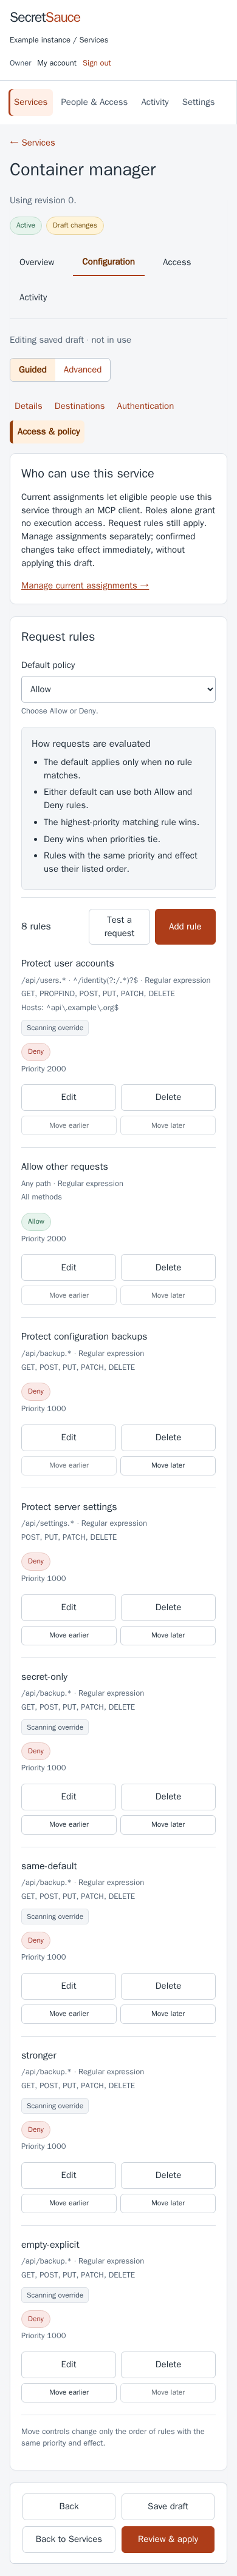 SecretSauce
Example instance / Services
Owner My account Sign out
Services People & Access Activity Settings
← Services
Container manager
Using revision 0.
Active Draft changes
Overview Configuration Access
Activity
Editing saved draft · not in use
Guided Advanced
Details Destinations Authentication
Access & policy
Who can use this service
Current assignments let eligible people use this
service through an MCP client. Roles alone grant
no execution access. Request rules still apply.
Manage assignments separately; confirmed
changes take effect immediately, without
applying this draft.
Manage current assignments →
Request rules
Default policy
Allow
Choose Allow or Deny.
How requests are evaluated
• The default applies only when no rule
matches.
• Either default can use both Allow and
Deny rules.
• The highest-priority matching rule wins.
• Deny wins when priorities tie.
• Rules with the same priority and effect
use their listed order.
8 rules
Test a
request
Add rule
Protect user accounts
/api/users.* · ^/identity(?:/.*)?$ · Regular expression
GET, PROPFIND, POST, PUT, PATCH, DELETE
Hosts: ^api\.example\.org$
Scanning override
Deny
Priority 2000
Edit Delete
Move earlier Move later
Allow other requests
Any path · Regular expression
All methods
Allow
Priority 2000
Edit Delete
Move earlier Move later
Protect configuration backups
/api/backup.* · Regular expression
GET, POST, PUT, PATCH, DELETE
Deny
Priority 1000
Edit Delete
Move earlier Move later
Protect server settings
/api/settings.* · Regular expression
POST, PUT, PATCH, DELETE
Deny
Priority 1000
Edit Delete
Move earlier Move later
secret-only
/api/backup.* · Regular expression
GET, POST, PUT, PATCH, DELETE
Scanning override
Deny
Priority 1000
Edit Delete
Move earlier Move later
same-default
/api/backup.* · Regular expression
GET, POST, PUT, PATCH, DELETE
Scanning override
Deny
Priority 1000
Edit Delete
Move earlier Move later
stronger
/api/backup.* · Regular expression
GET, POST, PUT, PATCH, DELETE
Scanning override
Deny
Priority 1000
Edit Delete
Move earlier Move later
empty-explicit
/api/backup.* · Regular expression
GET, POST, PUT, PATCH, DELETE
Scanning override
Deny
Priority 1000
Edit Delete
Move earlier Move later
Move controls change only the order of rules with the
same priority and effect.
Back Save draft
Back to Services Review & apply